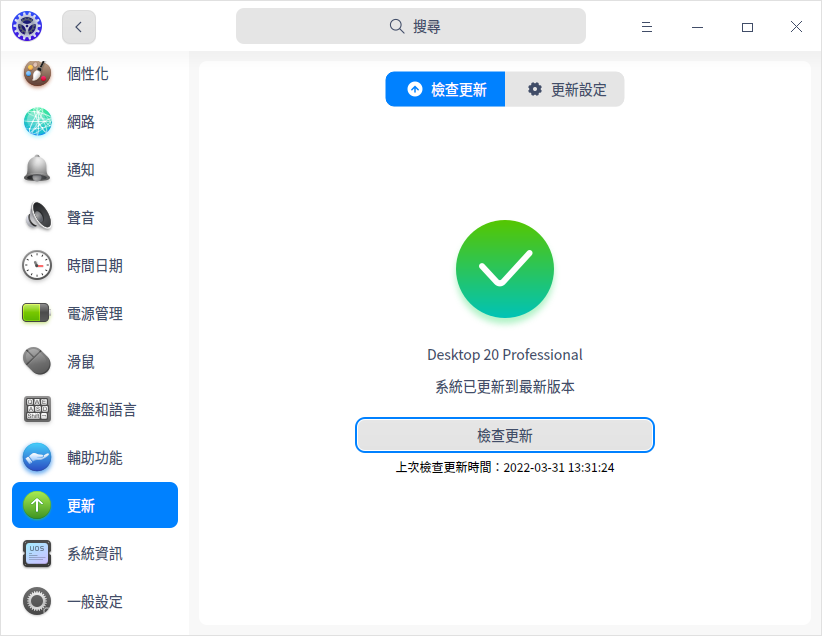 搜尋
個性化
網路
通知
聲音
時間日期
電源管理
滑鼠
鍵盤和語言
輔助功能
更新
UOS
系統資訊
一般設定
檢查更新
更新設定
Desktop 20 Professional
系統已更新到最新版本
檢查更新
上次檢查更新時間：2022-03-31 13:31:24